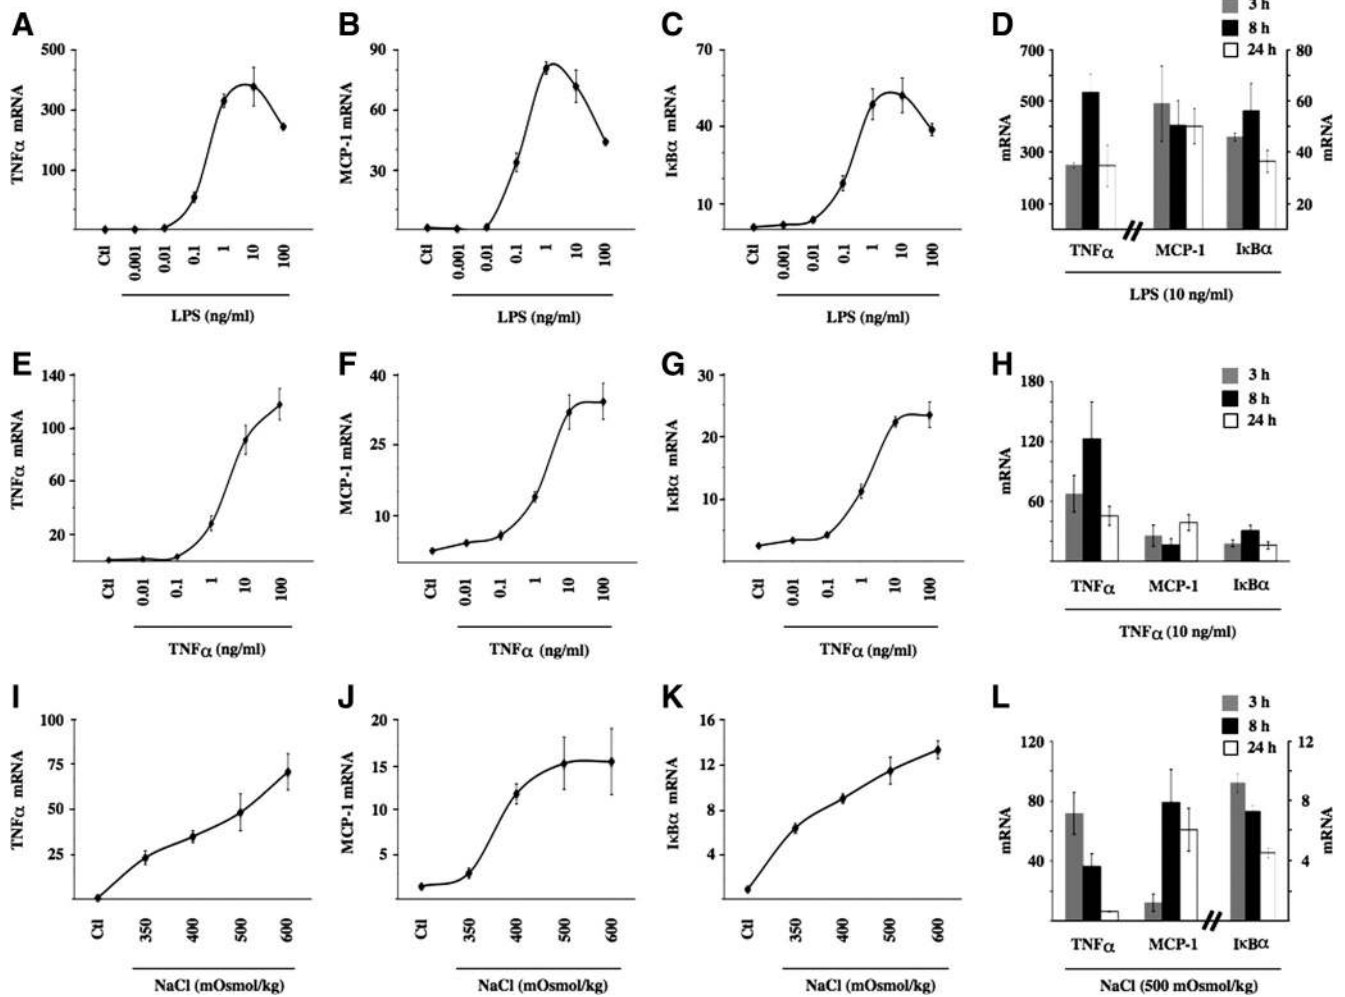 A
TNFα mRNA
500
300
100
Ctl 0.001 0.01 0.1 1 10 100
LPS (ng/ml)
B
MCP-1 mRNA
90
60
30
Ctl 0.001 0.01 0.1 1 10 100
LPS (ng/ml)
C
IκBα mRNA
70
40
10
Ctl 0.001 0.01 0.1 1 10 100
LPS (ng/ml)
D
3 h
8 h
24 h
mRNA
700
500
300
100
80
60
40
20
mRNA
TNFα MCP-1 IκBα
LPS (10 ng/ml)
E
TNFα mRNA
140
100
60
20
Ctl 0.01 0.1 1 10 100
TNFα (ng/ml)
F
MCP-1 mRNA
40
25
10
Ctl 0.01 0.1 1 10 100
TNFα (ng/ml)
G
IκBα mRNA
30
20
10
Ctl 0.01 0.1 1 10 100
TNFα (ng/ml)
H
3 h
8 h
24 h
mRNA
180
120
60
TNFα MCP-1 IκBα
TNFα (10 ng/ml)
I
TNFα mRNA
100
75
50
25
Ctl 350 400 500 600
NaCl (mOsmol/kg)
J
MCP-1 mRNA
20
15
10
5
Ctl 350 400 500 600
NaCl (mOsmol/kg)
K
IκBα mRNA
16
12
8
4
Ctl 350 400 500 600
NaCl (mOsmol/kg)
L
3 h
8 h
24 h
mRNA
120
80
40
12
8
4
mRNA
TNFα MCP-1 IκBα
NaCl (500 mOsmol/kg)